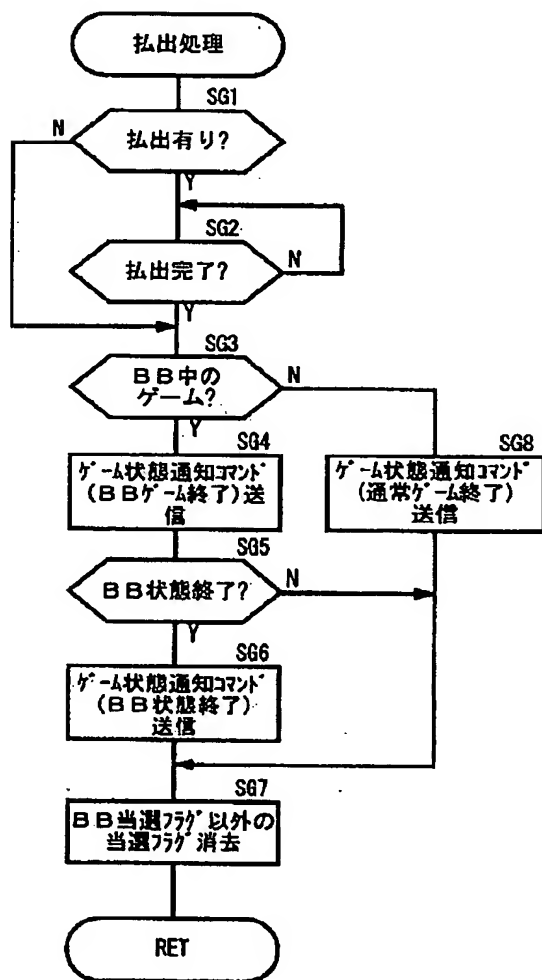 払出処理
SG1
払出有り?
N
Y
SG2
払出完了?
N
Y
SG3
BB中の
ゲーム?
N
Y
SG4
ゲーム状態通知コマンド
(BBゲーム終了)送
信
SG8
ゲーム状態通知コマンド
(通常ゲーム終了)
送信
SG5
BB状態終了?
N
Y
SG6
ゲーム状態通知コマンド
(BB状態終了)
送信
SG7
BB当選フラグ以外の
当選フラグ消去
RET